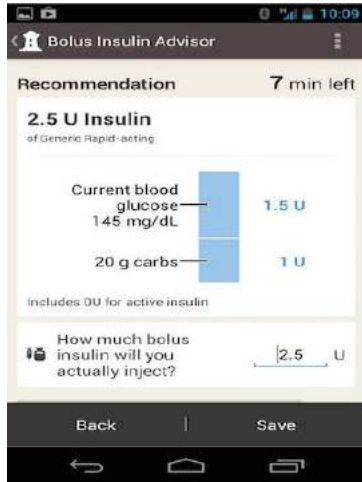 10:09
Bolus Insulin Advisor
Recommendation 7 min left
2.5 U Insulin
of Generic Rapid-acting
Current blood
glucose
145 mg/dL
1.5 U
20 g carbs
1 U
Includes 0U for active insulin
How much bolus
insulin will you
actually inject?
2.5 U
Back | Save